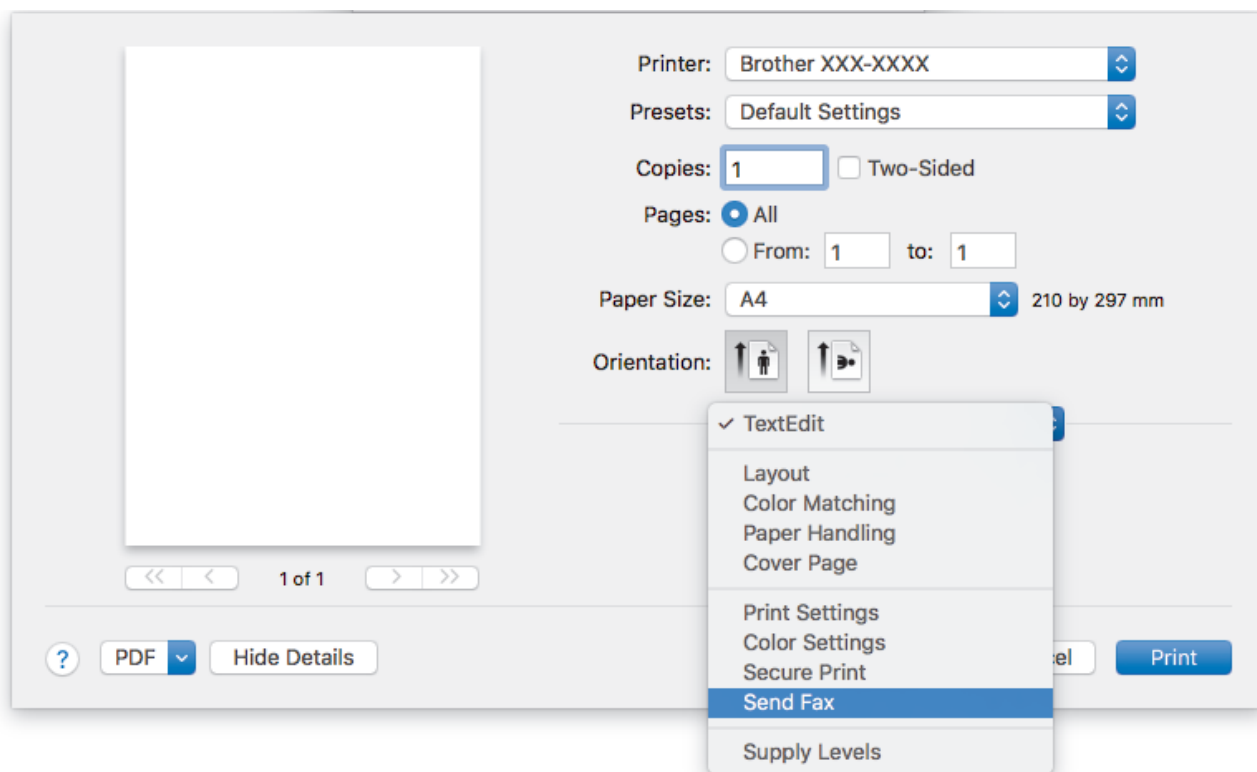 Printer: Brother XXX-XXXX
Presets: Default Settings
Copies: 1 Two-Sided
Pages: All
From: 1 to: 1
Paper Size: A4 210 by 297 mm
Orientation:
✓ TextEdit
Layout
Color Matching
Paper Handling
Cover Page
<< < 1 of 1 > >>
Print Settings
Color Settings
Secure Print
? PDF Hide Details el Print
Send Fax
Supply Levels